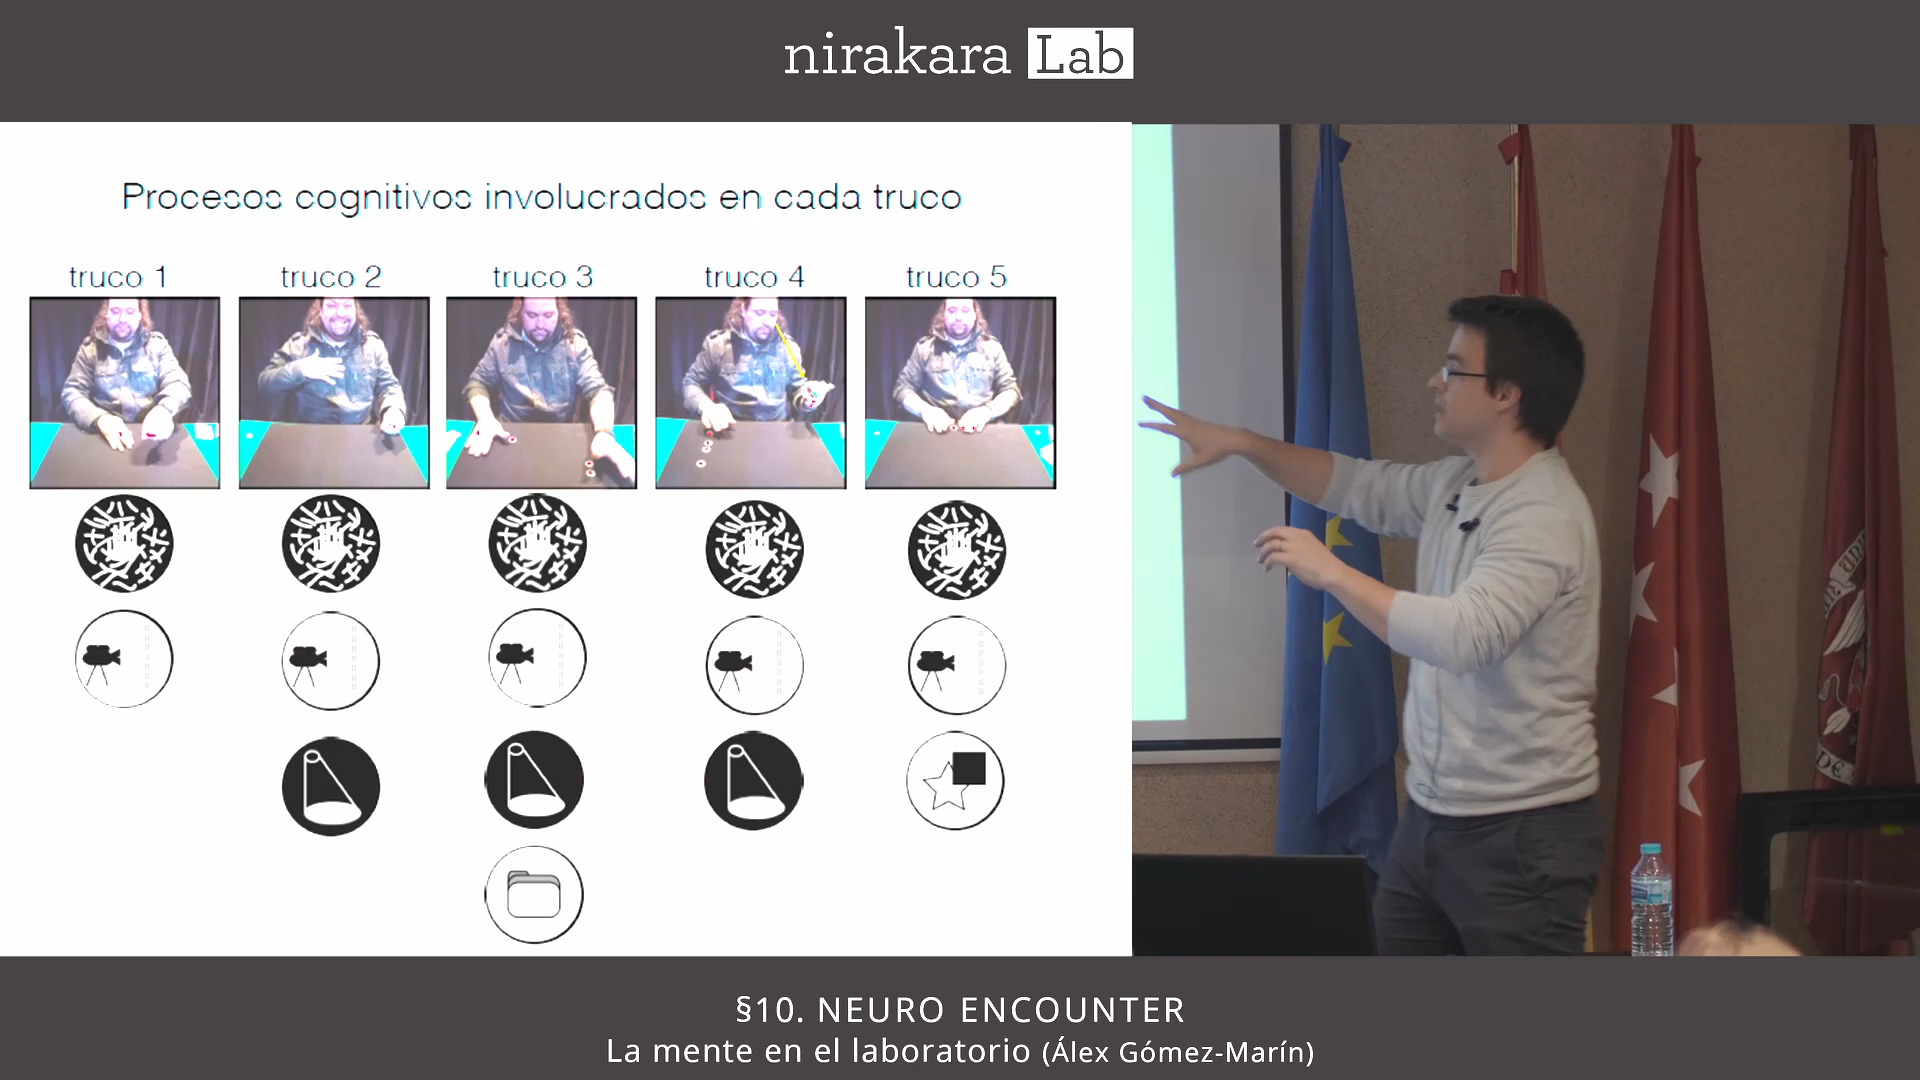 nirakara Lab
Procesos cognitivos involucrados en cada truco
truco 1
truco 2
truco 3
truco 4
truco 5
§10. NEURO ENCOUNTER
La mente en el laboratorio (Álex Gómez-Marín)